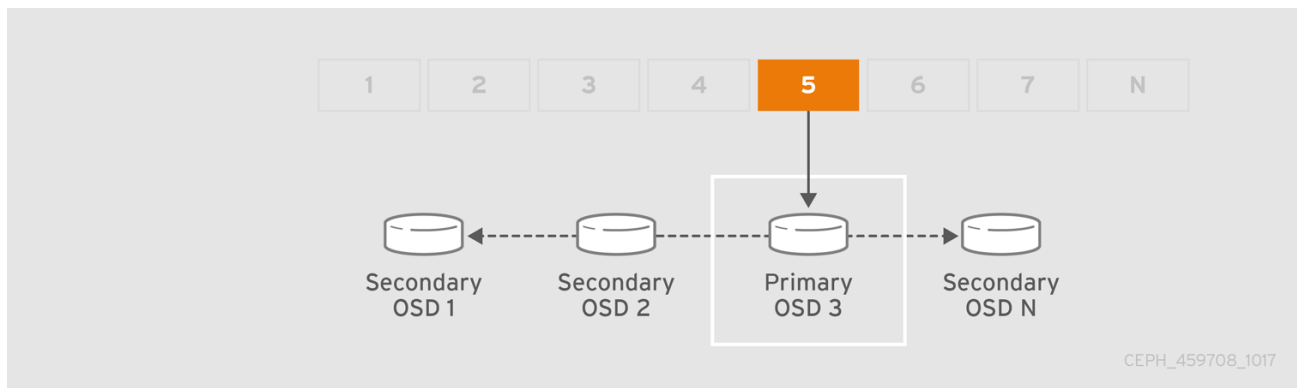 1 2 3 4 5 6 7 N
Secondary Secondary Primary Secondary
OSD 1 OSD 2 OSD 3 OSD N
CEPH_459708_1017